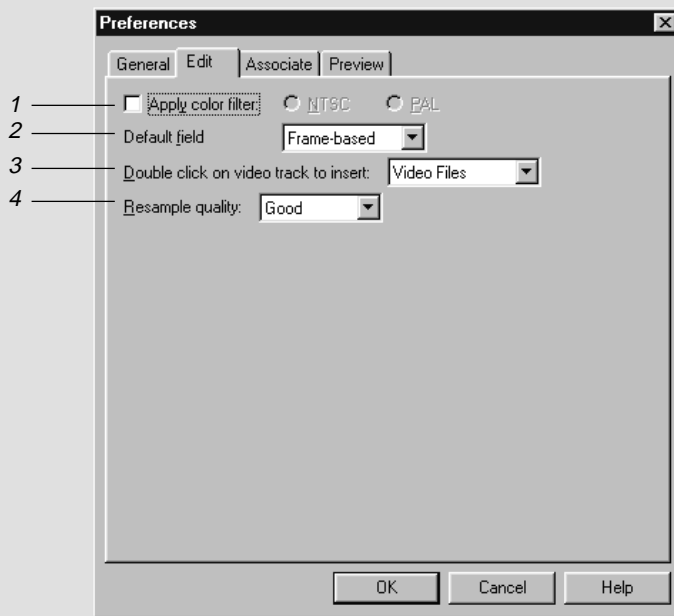 Preferences
General Edit Associate Preview
1 Apply color filter: NTSC PAL
2 Default field Frame-based
3 Double click on video track to insert: Video Files
4 Resample quality: Good
OK Cancel Help